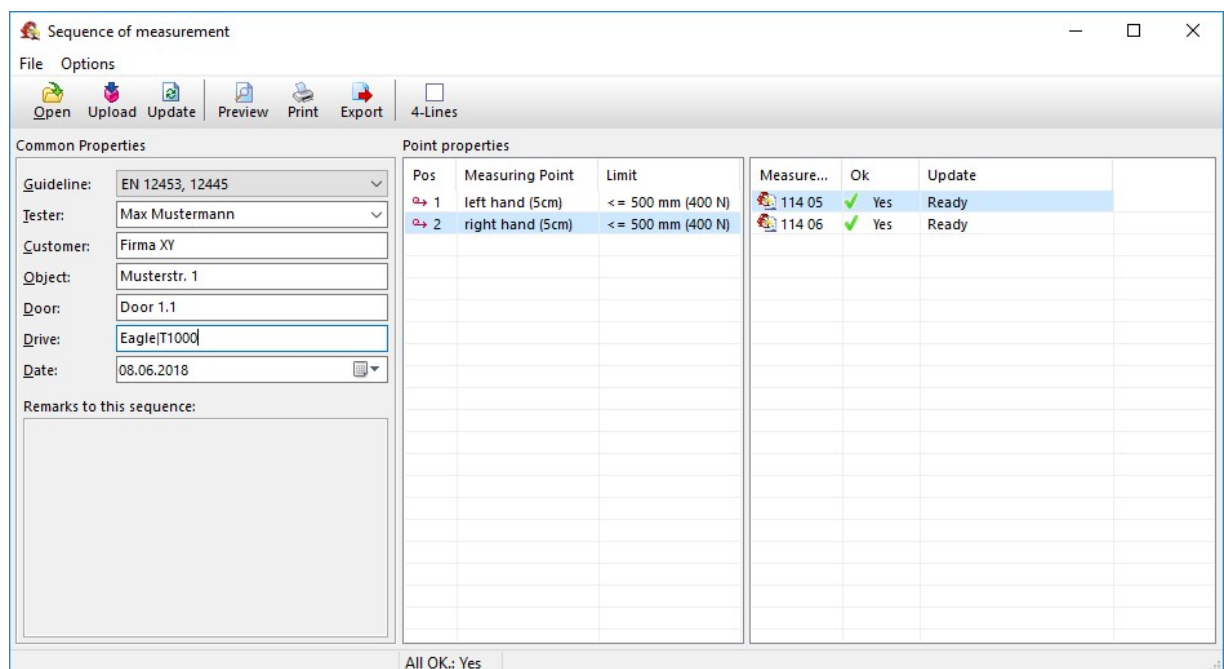 Sequence of measurement
File Options
Open Upload Update Preview Print Export 4-Lines
Common Properties
Guideline: EN 12453, 12445
Tester: Max Mustermann
Customer: Firma XY
Object: Musterstr. 1
Door: Door 1.1
Drive: Eagle|T1000
Date: 08.06.2018
Remarks to this sequence:
Point properties
Pos Measuring Point Limit
1 left hand (5cm) <= 500 mm (400 N)
2 right hand (5cm) <= 500 mm (400 N)
Measure... Ok Update
114 05 Yes Ready
114 06 Yes Ready
All OK.: Yes